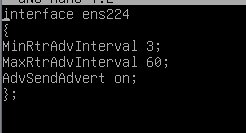 interface ens224
{
MinRtrAdvInterval 3;
MaxRtrAdvInterval 60;
AdvSendAdvert on;
};